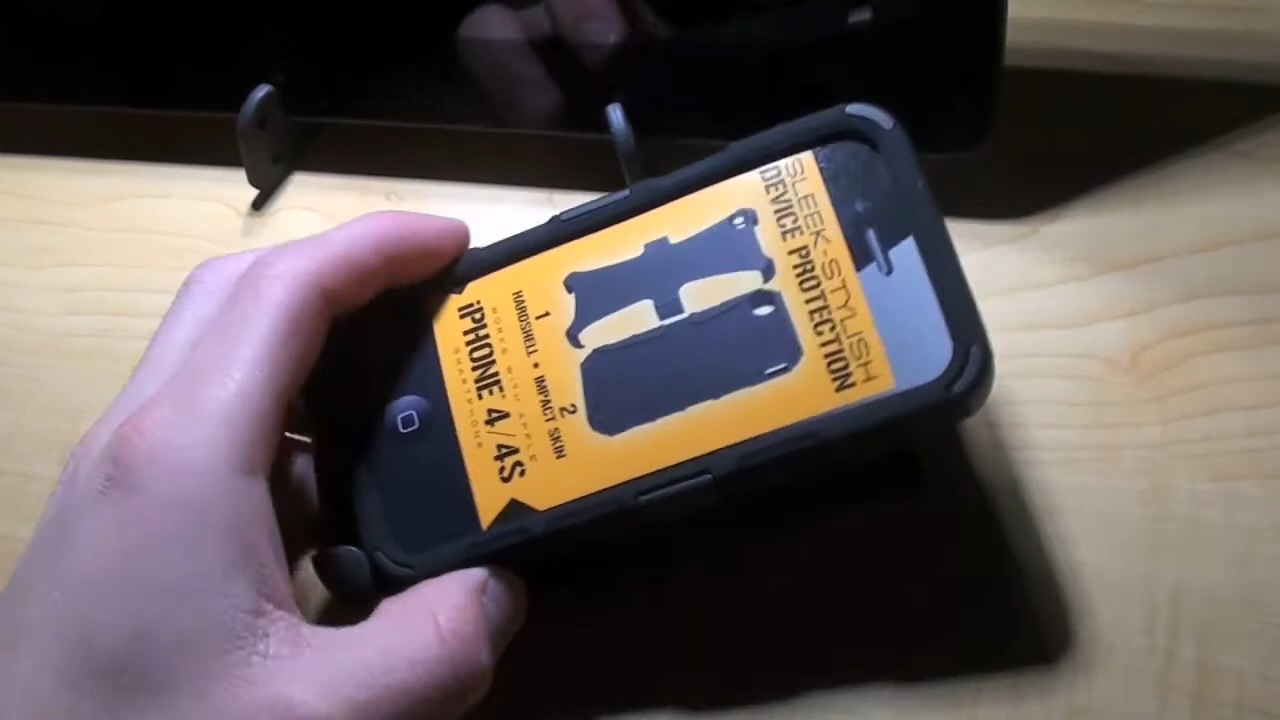 SLEEK-STYLISH
DEVICE PROTECTION
1 2
HARDSHELL • IMPACT SKIN
WORKS WITH APPLE
iPHONE® 4/4S
SMARTPHONE